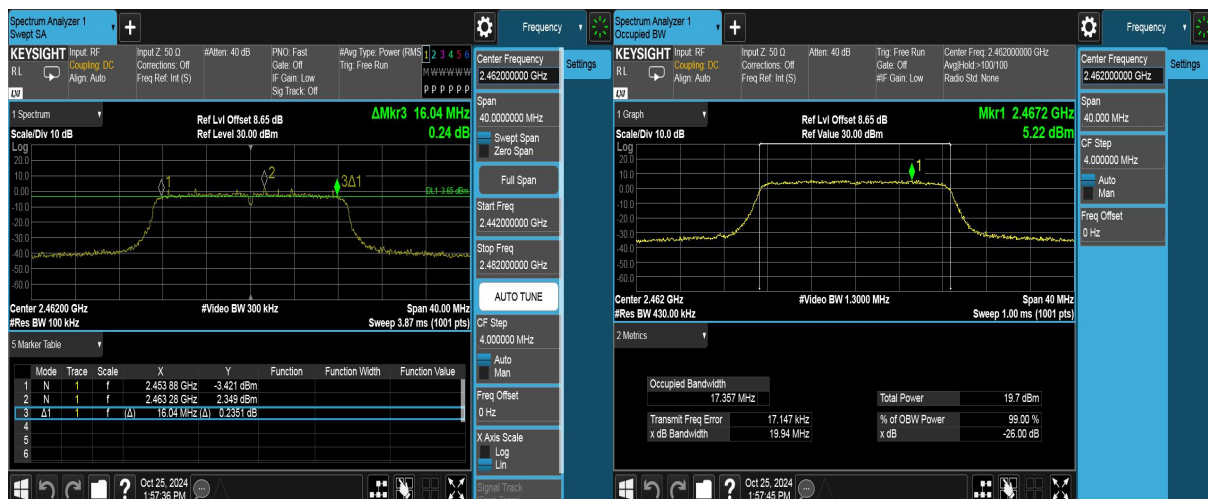 Spectrum Analyzer 1
Swept SA
Frequency
KEYSIGHT
RL
Input: RF
Coupling: DC
Align: Auto
Input Z: 50 Ω
Corrections: Off
Freq Ref: Int (S)
#Atten: 40 dB
PNO: Fast
Gate: Off
IF Gain: Low
Sig Track: Off
#Avg Type: Power (RMS
Trig: Free Run
1 2 3 4 5 6
M W W W W W
P P P P P P
LXI
1 Spectrum
Scale/Div 10 dB
Ref Lvl Offset 8.65 dB
Ref Level 30.00 dBm
ΔMkr3 16.04 MHz
0.24 dB
Log
20.0
10.0
0.00
-10.0
-20.0
-30.0
-40.0
-50.0
-60.0
1
2
3Δ1
DL1 -3.65 dBm
Center 2.46200 GHz
#Res BW 100 kHz
#Video BW 300 kHz
Span 40.00 MHz
Sweep 3.87 ms (1001 pts)
5 Marker Table
Mode Trace Scale X Y Function Function Width Function Value
1 N 1 f 2.453 88 GHz -3.421 dBm
2 N 1 f 2.463 28 GHz 2.349 dBm
3 Δ1 1 f (Δ) 16.04 MHz (Δ) 0.2351 dB
4
5
6
Oct 25, 2024
1:57:36 PM
Center Frequency
2.462000000 GHz
Settings
Span
40.0000000 MHz
Swept Span
Zero Span
Full Span
Start Freq
2.442000000 GHz
Stop Freq
2.482000000 GHz
AUTO TUNE
CF Step
4.000000 MHz
Auto
Man
Freq Offset
0 Hz
X Axis Scale
Log
Lin
Signal Track
Spectrum Analyzer 1
Occupied BW
Frequency
KEYSIGHT
RL
Input: RF
Coupling: DC
Align: Auto
Input Z: 50 Ω
Corrections: Off
Freq Ref: Int (S)
Atten: 40 dB
Trig: Free Run
Gate: Off
#IF Gain: Low
Center Freq: 2.462000000 GHz
Avg|Hold:>100/100
Radio Std: None
LXI
1 Graph
Scale/Div 10.0 dB
Ref Lvl Offset 8.65 dB
Ref Value 30.00 dBm
Mkr1 2.4672 GHz
5.22 dBm
Log
20.0
10.0
0.00
-10.0
-20.0
-30.0
-40.0
-50.0
-60.0
1
Center 2.462 GHz
#Res BW 430.00 kHz
#Video BW 1.3000 MHz
Span 40 MHz
Sweep 1.00 ms (1001 pts)
2 Metrics
Occupied Bandwidth
17.357 MHz
Transmit Freq Error 17.147 kHz
x dB Bandwidth 19.94 MHz
Total Power 19.7 dBm
% of OBW Power 99.00 %
x dB -26.00 dB
Oct 25, 2024
1:57:45 PM
Center Frequency
2.462000000 GHz
Settings
Span
40.000 MHz
CF Step
4.000000 MHz
Auto
Man
Freq Offset
0 Hz